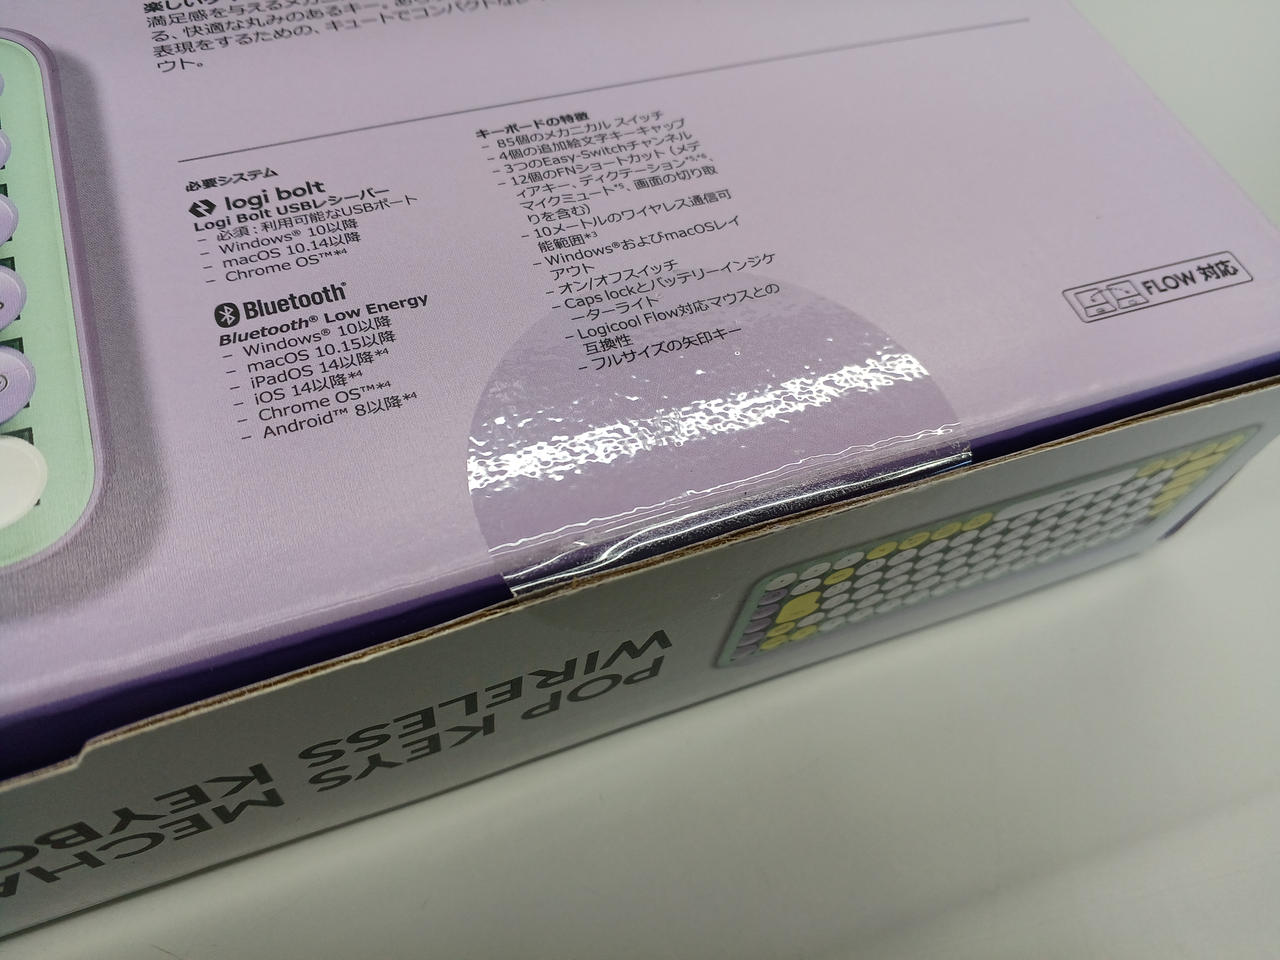 満足感を与えるメカ
る、快適な丸みのあるキー。
表現をするための、キュートでコンパクトな
ウト。
必要システム
logi bolt
Logi Bolt USBレシーバー
– 必須：利用可能なUSBポート
– Windows® 10以降
– macOS 10.14以降
– Chrome OS™*⁴
Bluetooth®
Bluetooth® Low Energy
– Windows® 10以降
– macOS 10.15以降
– iPadOS 14以降*⁴
– iOS 14以降*⁴
– Chrome OS™*⁴
– Android™ 8以降*⁴
キーボードの特徴
– 85個のメカニカル スイッチ
– 4個の追加絵文字キーキャップ
– 3つのEasy-Switchチャンネル
– 12個のFNショートカット（メデ
ィアキー、ディクテーション*⁵,*⁶、
マイクミュート*⁵、画面の切り取
りを含む）
– 10メートルのワイヤレス通信可
能範囲*³
– Windows®およびmacOSレイ
アウト
– オン/オフスイッチ
– Caps lockとバッテリーインジケ
ーターライト
– Logicool Flow対応マウスとの
互換性
– フルサイズの矢印キー
FLOW 対応
POP KEYS MECHA
WIRELESS KEYBO